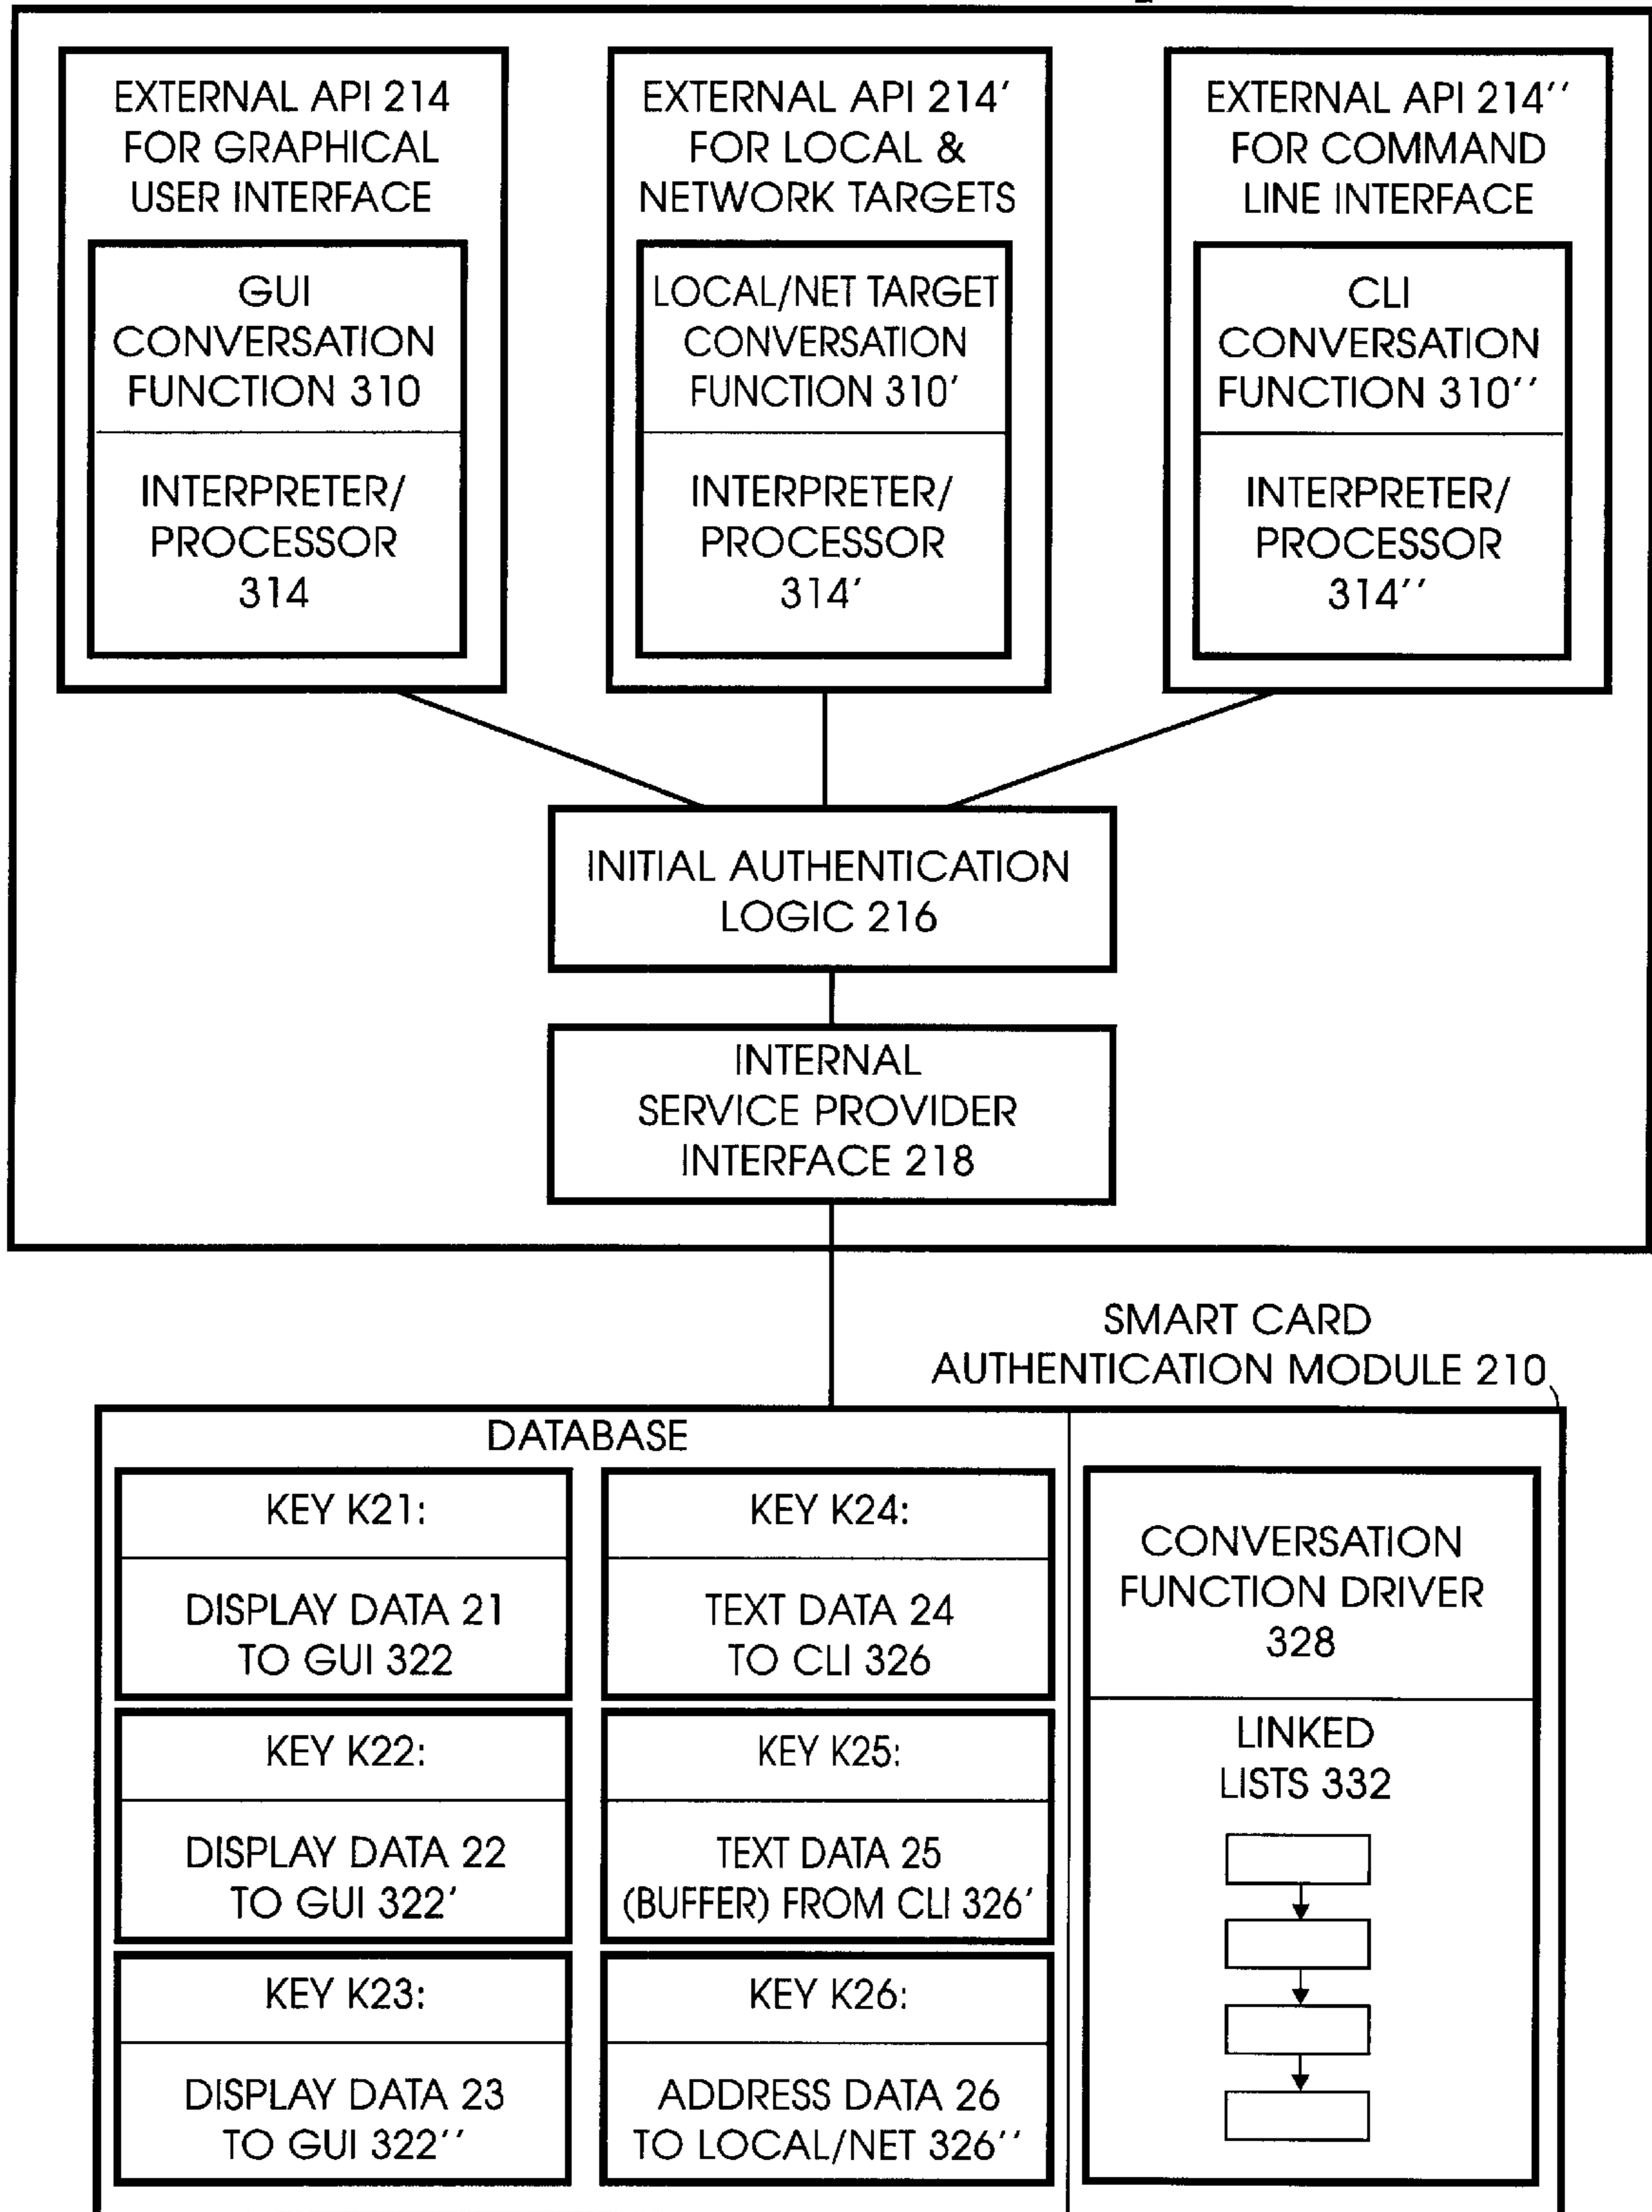 EXTERNAL API 214
FOR GRAPHICAL
USER INTERFACE
GUI
CONVERSATION
FUNCTION 310
INTERPRETER/
PROCESSOR
314
EXTERNAL API 214'
FOR LOCAL &
NETWORK TARGETS
LOCAL/NET TARGET
CONVERSATION
FUNCTION 310'
INTERPRETER/
PROCESSOR
314'
EXTERNAL API 214''
FOR COMMAND
LINE INTERFACE
CLI
CONVERSATION
FUNCTION 310''
INTERPRETER/
PROCESSOR
314''
INITIAL AUTHENTICATION
LOGIC 216
INTERNAL
SERVICE PROVIDER
INTERFACE 218
SMART CARD
AUTHENTICATION MODULE 210
DATABASE
KEY K21:
DISPLAY DATA 21
TO GUI 322
KEY K22:
DISPLAY DATA 22
TO GUI 322'
KEY K23:
DISPLAY DATA 23
TO GUI 322''
KEY K24:
TEXT DATA 24
TO CLI 326
KEY K25:
TEXT DATA 25
(BUFFER) FROM CLI 326'
KEY K26:
ADDRESS DATA 26
TO LOCAL/NET 326''
CONVERSATION
FUNCTION DRIVER
328
LINKED
LISTS 332